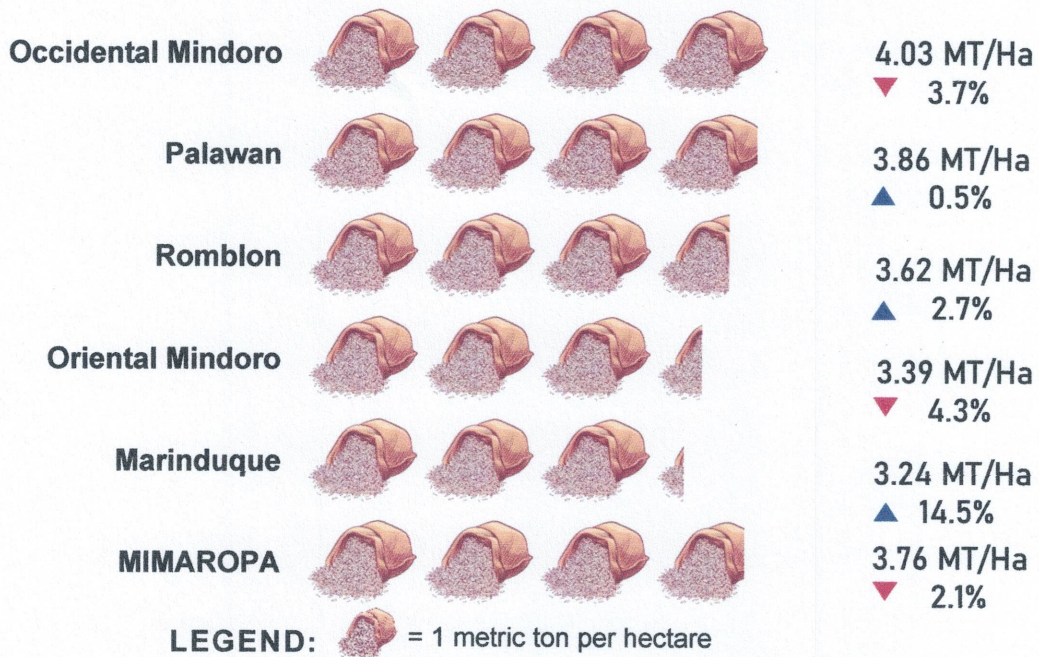 Occidental Mindoro
4.03 MT/Ha
▼ 3.7%
Palawan
3.86 MT/Ha
▲ 0.5%
Romblon
3.62 MT/Ha
▲ 2.7%
Oriental Mindoro
3.39 MT/Ha
▼ 4.3%
Marinduque
3.24 MT/Ha
▲ 14.5%
MIMAROPA
3.76 MT/Ha
▼ 2.1%
LEGEND: = 1 metric ton per hectare